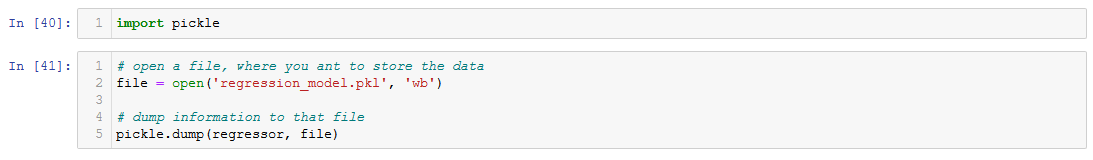 In [40]: 1 import pickle
In [41]: 1 # open a file, where you ant to store the data
2 file = open('regression_model.pkl', 'wb')
3
4 # dump information to that file
5 pickle.dump(regressor, file)